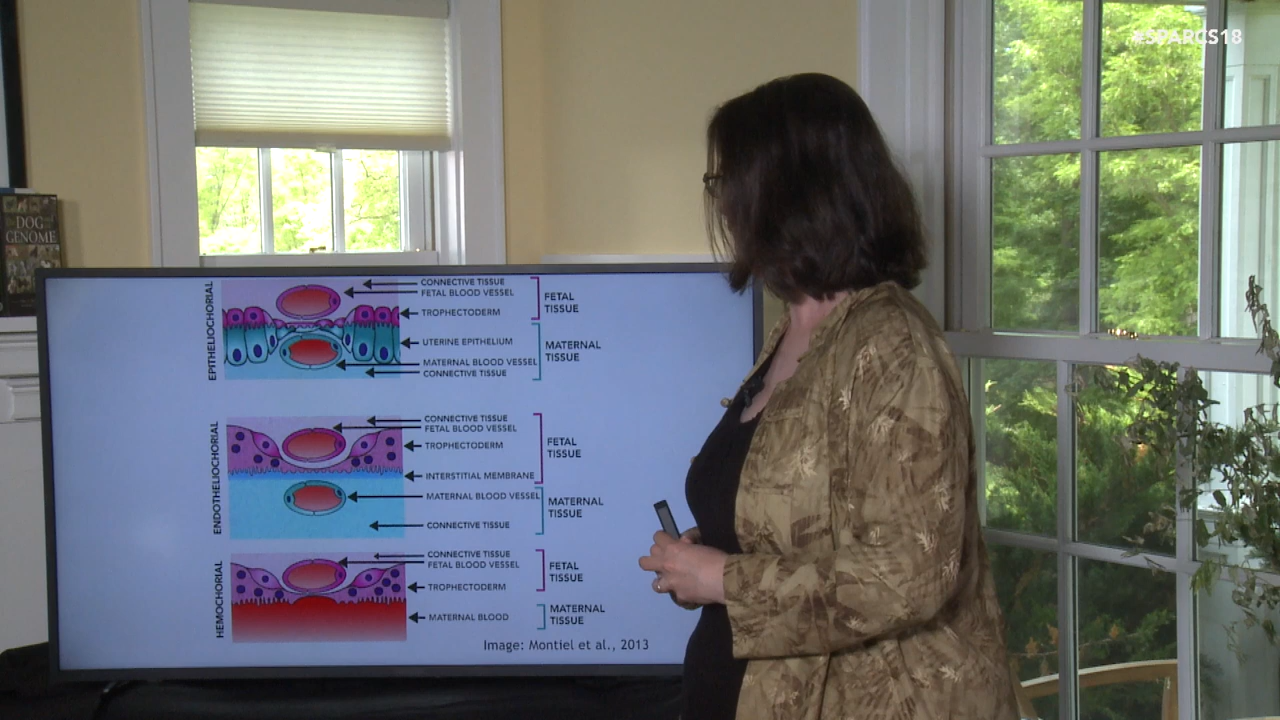 #SPARCS18
DOG
GENOME
EPITHELIOCHORIAL
CONNECTIVE TISSUE
FETAL BLOOD VESSEL
TROPHECTODERM
UTERINE EPITHELIUM
MATERNAL BLOOD VESSEL
CONNECTIVE TISSUE
FETAL
TISSUE
MATERNAL
TISSUE
ENDOTHELIOCHORIAL
CONNECTIVE TISSUE
FETAL BLOOD VESSEL
TROPHECTODERM
INTERSTITIAL MEMBRANE
MATERNAL BLOOD VESSEL
CONNECTIVE TISSUE
FETAL
TISSUE
MATERNAL
TISSUE
HEMOCHORIAL
CONNECTIVE TISSUE
FETAL BLOOD VESSEL
TROPHECTODERM
MATERNAL BLOOD
FETAL
TISSUE
MATERNAL
TISSUE
Image: Montiel et al., 2013